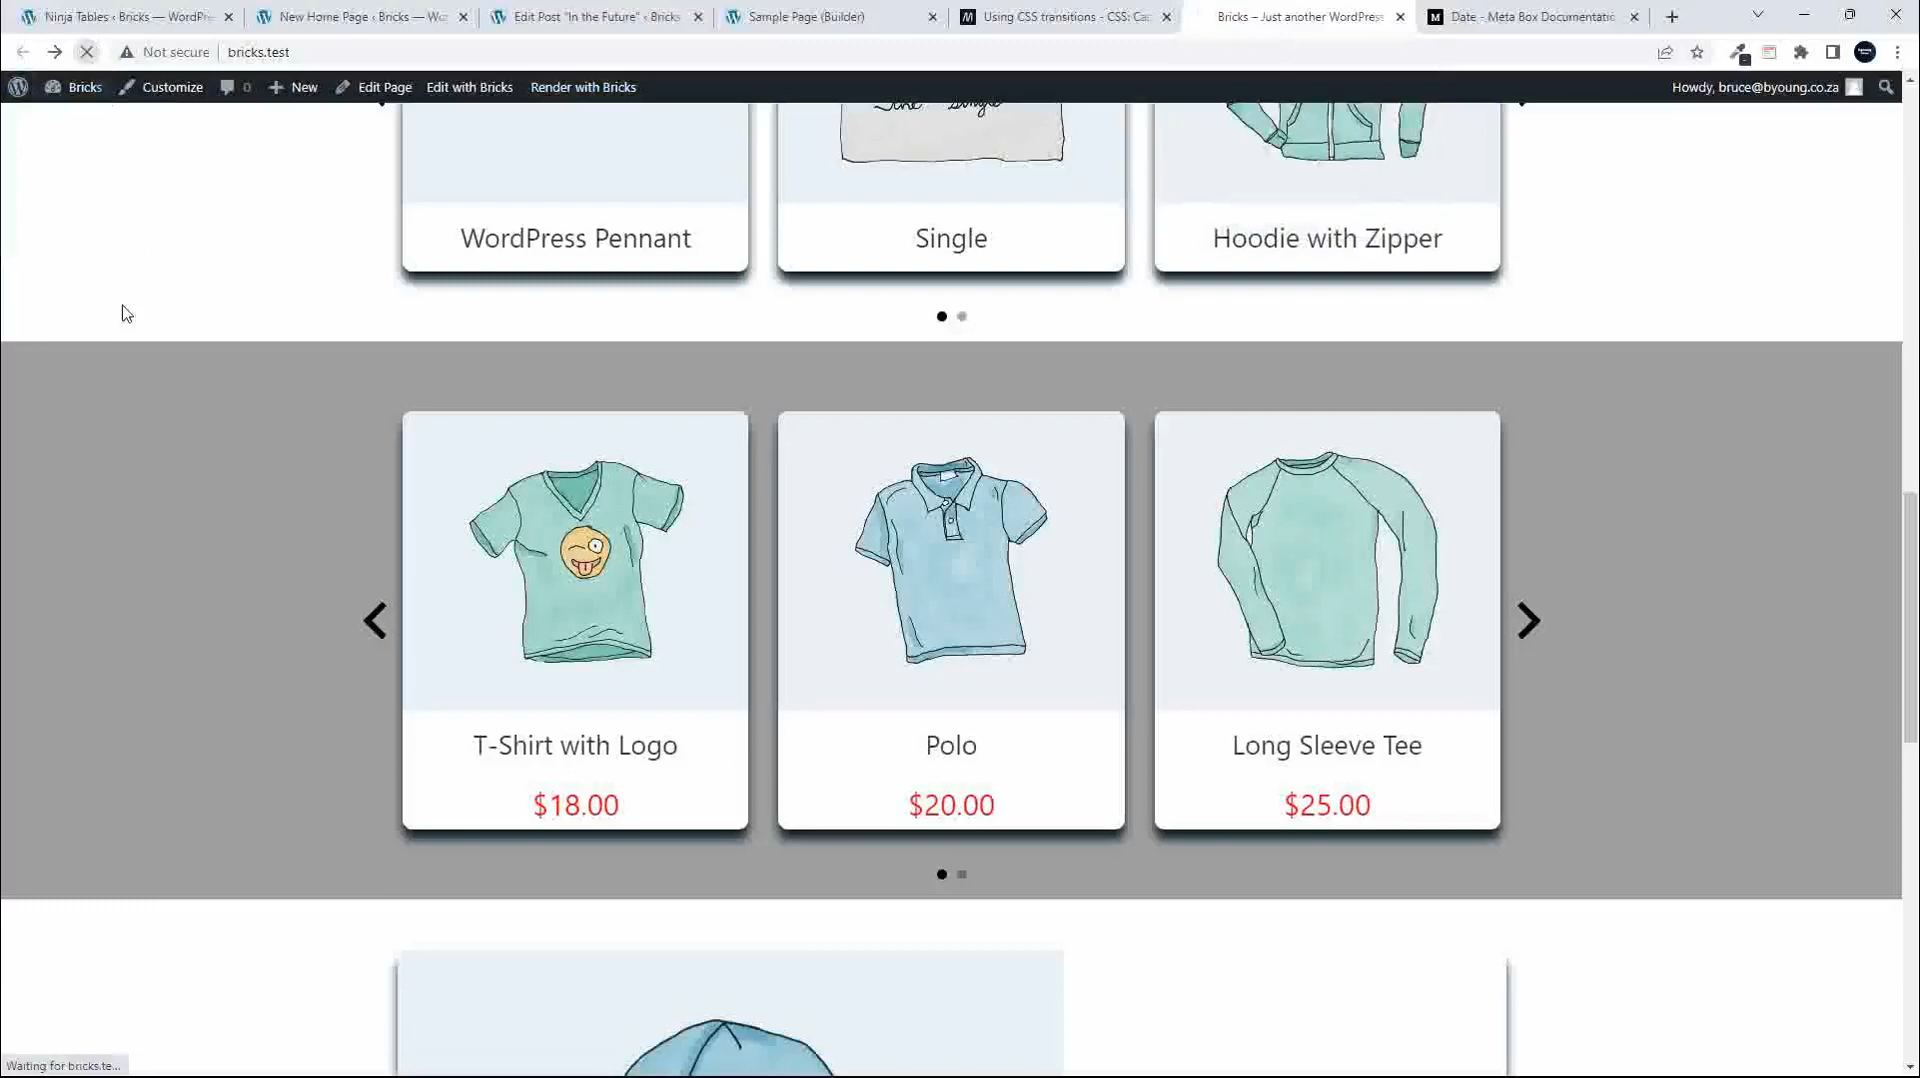 Ninja Tables ‹ Bricks — WordPre
New Home Page ‹ Bricks — Wo
Edit Post "In the Future" ‹ Bricks
Sample Page (Builder)
Using CSS transitions - CSS: Cas
Bricks – Just another WordPress
Date - Meta Box Documentatio
Not secure
bricks.test
Bricks
Customize
0
New
Edit Page
Edit with Bricks
Render with Bricks
Howdy, bruce@byoung.co.za
The Single
WordPress Pennant
Single
Hoodie with Zipper
T-Shirt with Logo
Polo
Long Sleeve Tee
$18.00
$20.00
$25.00
Waiting for bricks.te...